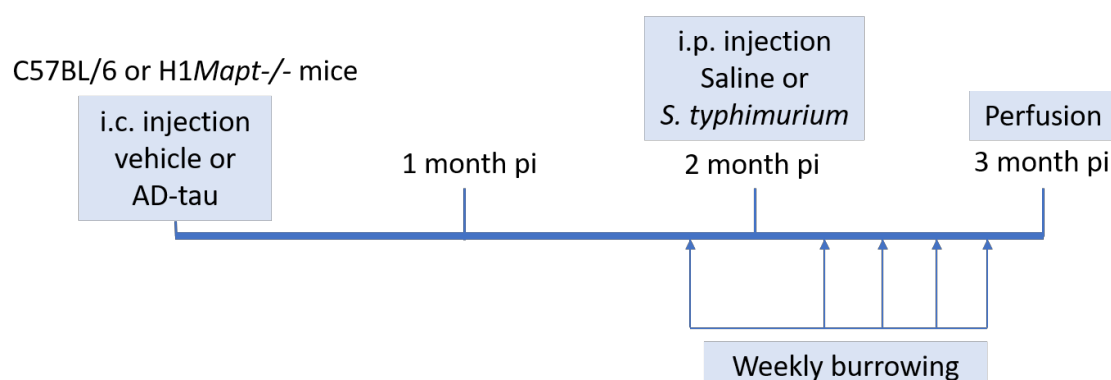 C57BL/6 or H1Mapt-/- mice
i.c. injection
vehicle or
AD-tau
1 month pi
i.p. injection
Saline or
S. typhimurium
2 month pi
Perfusion
3 month pi
Weekly burrowing